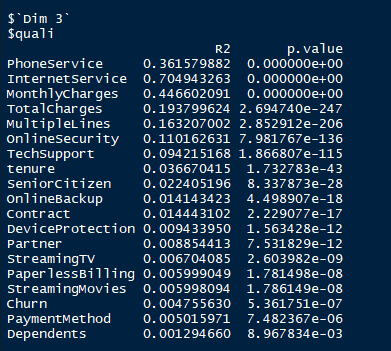 $`Dim 3`
$quali
R2 p.value
PhoneService 0.361579882 0.000000e+00
InternetService 0.704943263 0.000000e+00
MonthlyCharges 0.446602091 0.000000e+00
TotalCharges 0.193799624 2.694740e-247
MultipleLines 0.163207002 2.852912e-206
OnlineSecurity 0.110162631 7.981767e-136
TechSupport 0.094215168 1.866807e-115
tenure 0.036670415 1.732783e-43
SeniorCitizen 0.022405196 8.337873e-28
OnlineBackup 0.014143423 4.498907e-18
Contract 0.014443102 2.229077e-17
DeviceProtection 0.009433950 1.563428e-12
Partner 0.008854413 7.531829e-12
StreamingTV 0.006704085 2.603982e-09
PaperlessBilling 0.005999049 1.781498e-08
StreamingMovies 0.005998094 1.786149e-08
Churn 0.004755630 5.361751e-07
PaymentMethod 0.005015971 7.482367e-06
Dependents 0.001294660 8.967834e-03